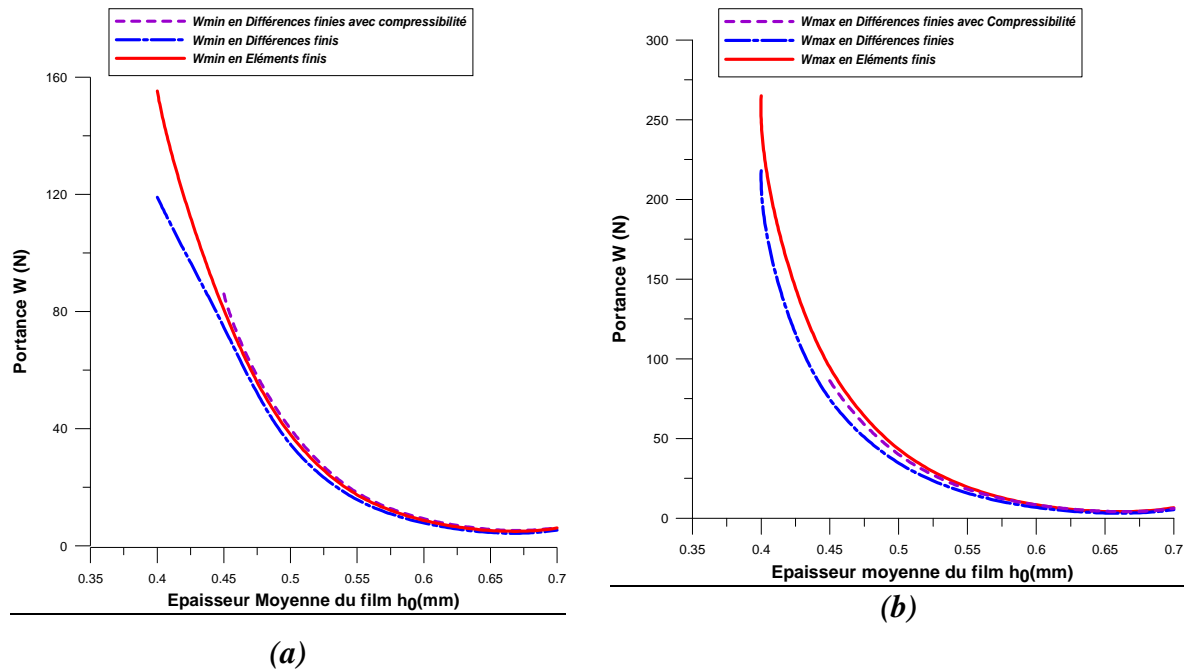 Wmin en Différences finies avec compressibilité
Wmin en Différences finis
Wmin en Eléments finis
160
120
80
40
0
Portance W (N)
0.35 0.4 0.45 0.5 0.55 0.6 0.65 0.7
Epaisseur Moyenne du film h0(mm)
(a)
Wmax en Différences finies avec Compressibilité
Wmax en Différences finies
Wmax en Eléments finis
300
250
200
150
100
50
0
Portance W (N)
0.35 0.4 0.45 0.5 0.55 0.6 0.65 0.7
Epaisseur moyenne du film h0(mm)
(b)